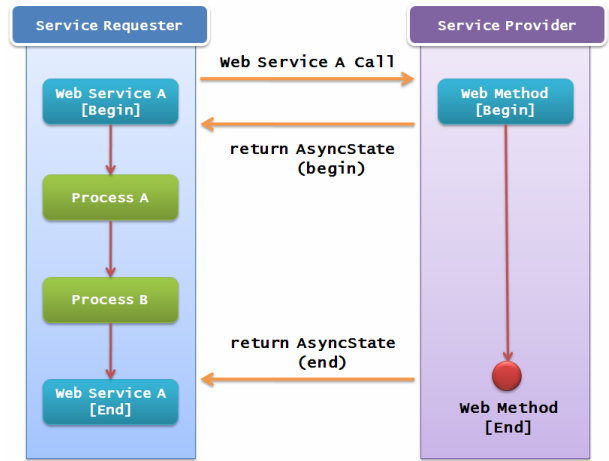 Service Requester
Service Provider
Web Service A Call
Web Service A
[Begin]
Web Method
[Begin]
return AsyncState
(begin)
Process A
Process B
return AsyncState
(end)
Web Service A
[End]
Web Method
[End]